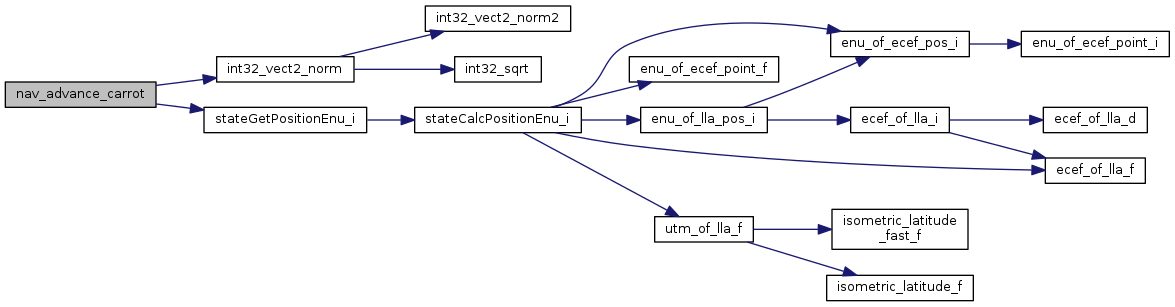 int32_vect2_norm2
enu_of_ecef_pos_i
enu_of_ecef_point_i
int32_vect2_norm
int32_sqrt
enu_of_ecef_point_f
nav_advance_carrot
stateGetPositionEnu_i
stateCalcPositionEnu_i
enu_of_lla_pos_i
ecef_of_lla_i
ecef_of_lla_d
ecef_of_lla_f
utm_of_lla_f
isometric_latitude
_fast_f
isometric_latitude_f